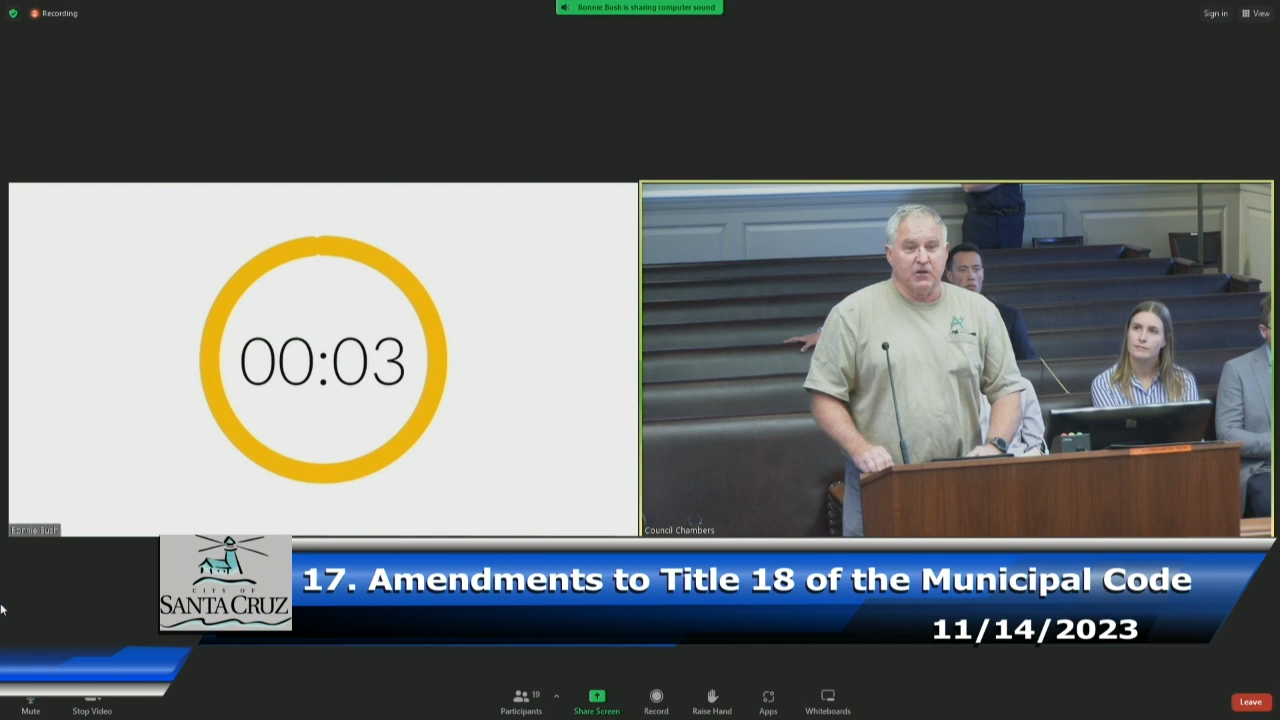 Recording
Bonnie Bush is sharing computer sound
Sign in
View
00:03
Bonnie Bush
Council Chambers
CITY OF
SANTA CRUZ
17. Amendments to Title 18 of the Municipal Code
11/14/2023
Mute
Stop Video
Participants
19
Share Screen
Record
Raise Hand
Apps
Whiteboards
Leave